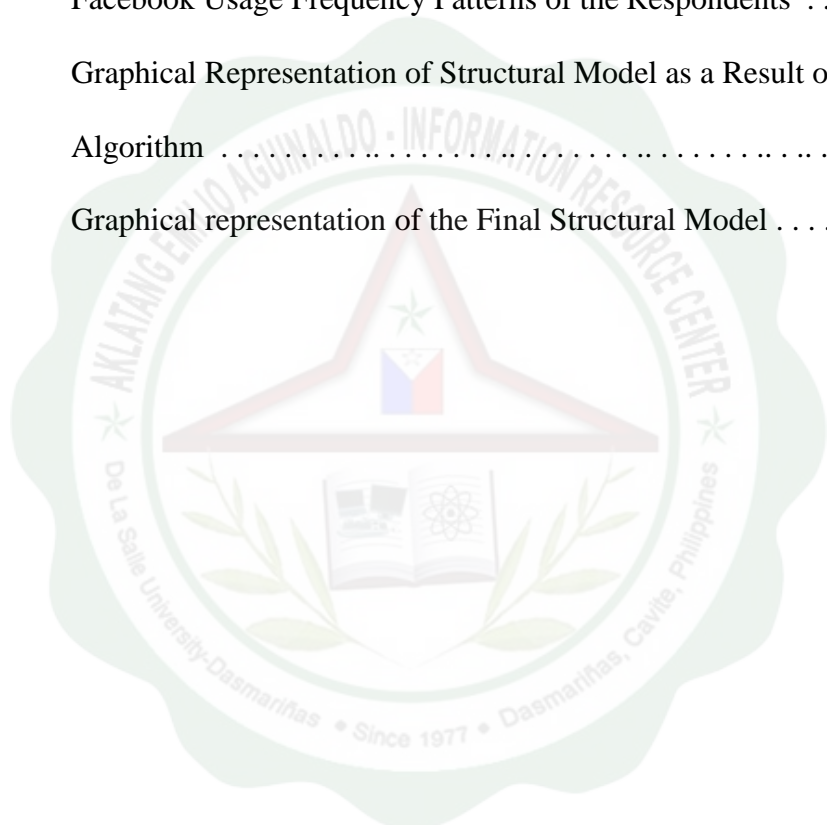 Facebook Usage Frequency Patterns of the Respondents . .
Graphical Representation of Structural Model as a Result o
Algorithm . . . . . . . . . .. . . . . . . . .. . . . . . . . .. . . . . . . .. . .. .
Graphical representation of the Final Structural Model . . . .
AKLATANG EMILIO AGUINALDO - INFORMATION RESOURCE CENTER
De La Salle University-Dasmariñas • Since 1977 • Dasmariñas, Cavite, Philippines